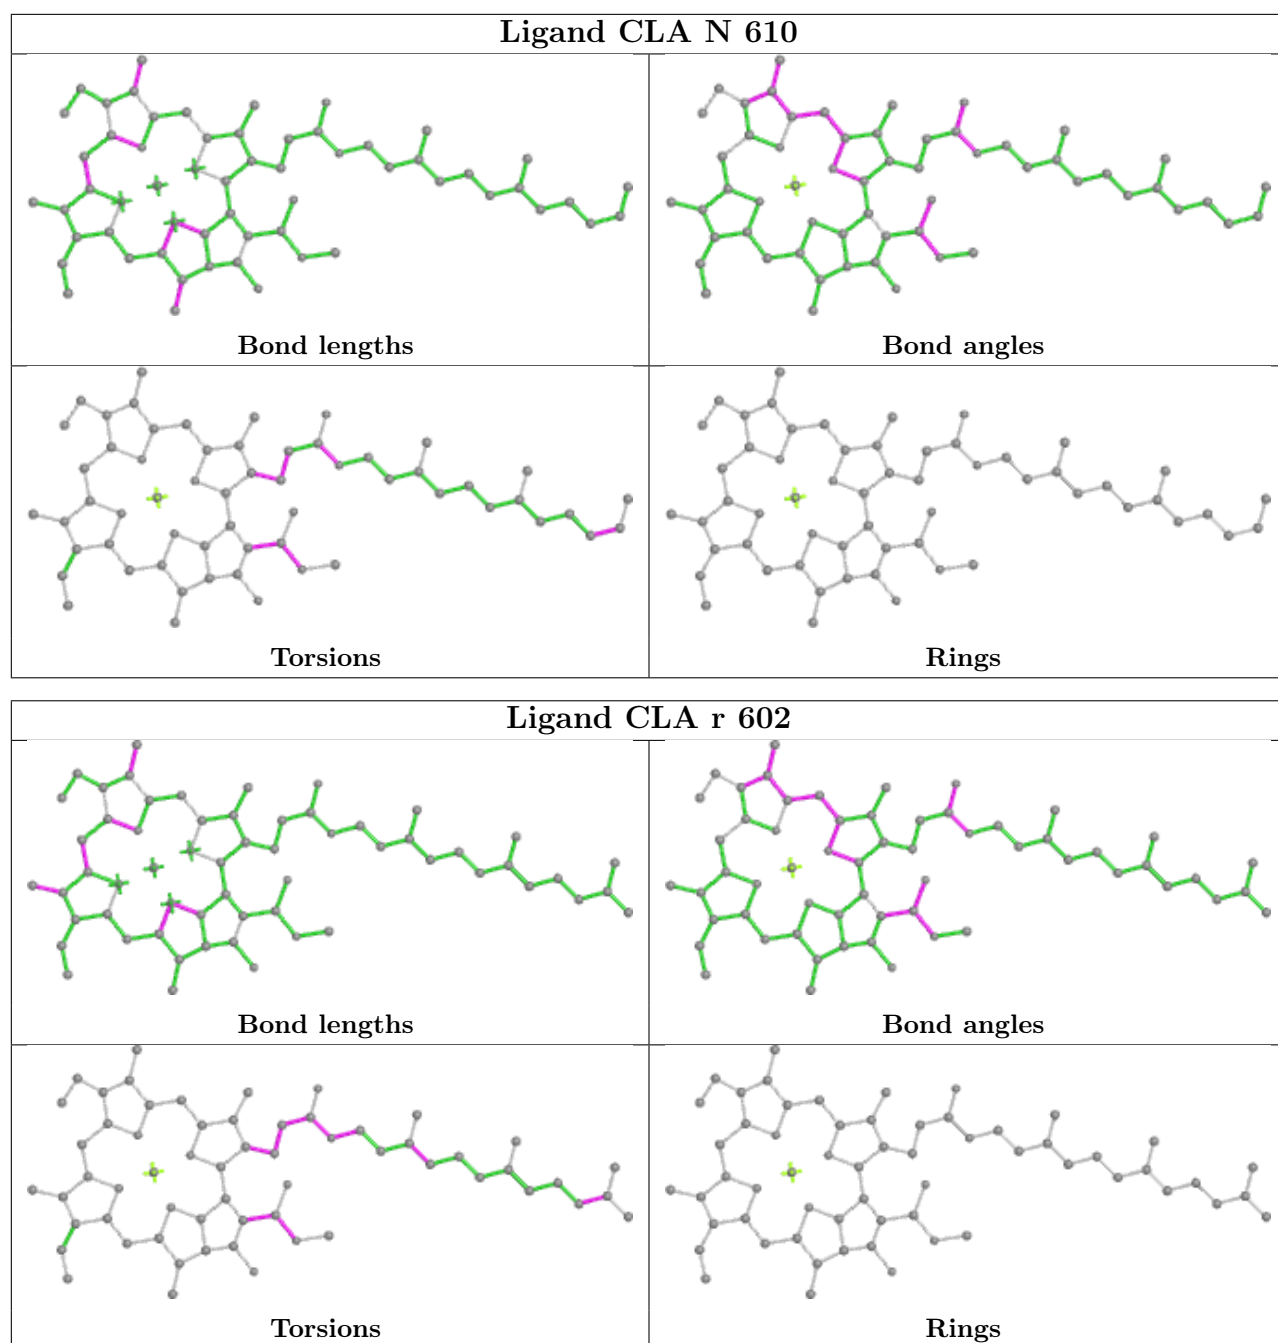 Ligand CLA N 610
Bond lengths
Bond angles
Torsions
Rings
Ligand CLA r 602
Bond lengths
Bond angles
Torsions
Rings